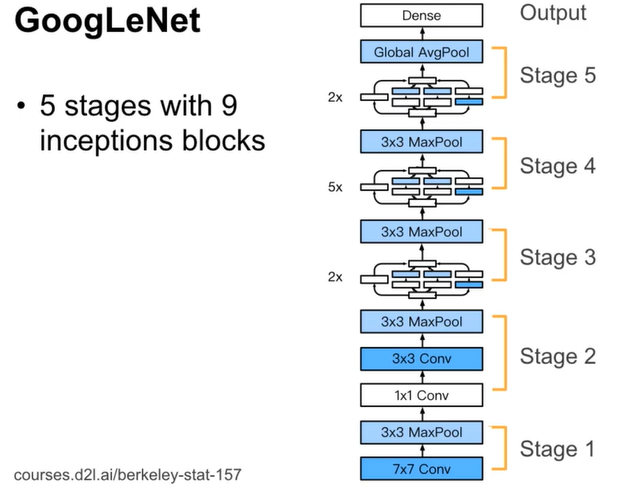 GoogLeNet
• 5 stages with 9
inceptions blocks
Dense
Output
Global AvgPool
Stage 5
2x
3x3 MaxPool
Stage 4
5x
3x3 MaxPool
Stage 3
2x
3x3 MaxPool
Stage 2
3x3 Conv
1x1 Conv
3x3 MaxPool
Stage 1
7x7 Conv
courses.d2l.ai/berkeley-stat-157